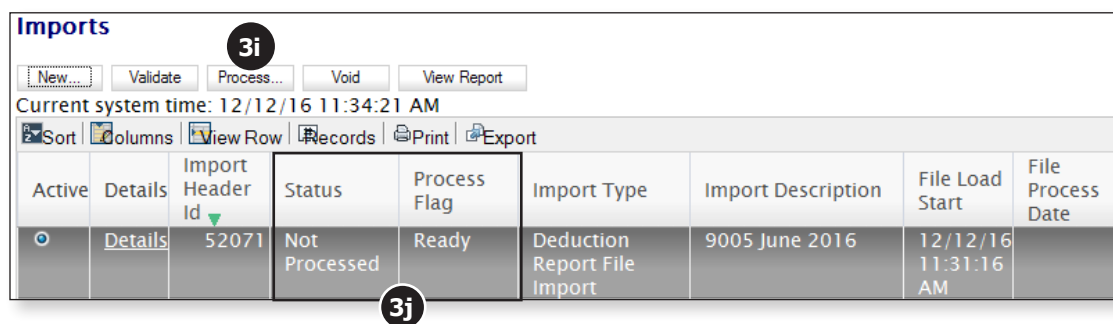 Imports
3i
New... Validate Process... Void View Report
Current system time: 12/12/16 11:34:21 AM
Sort Columns View Row Records Print Export
Active Details Import Header Id Status Process Flag Import Type Import Description File Load Start File Process Date
Details 52071 Not Processed Ready Deduction Report File Import 9005 June 2016 12/12/16 11:31:16 AM
3j